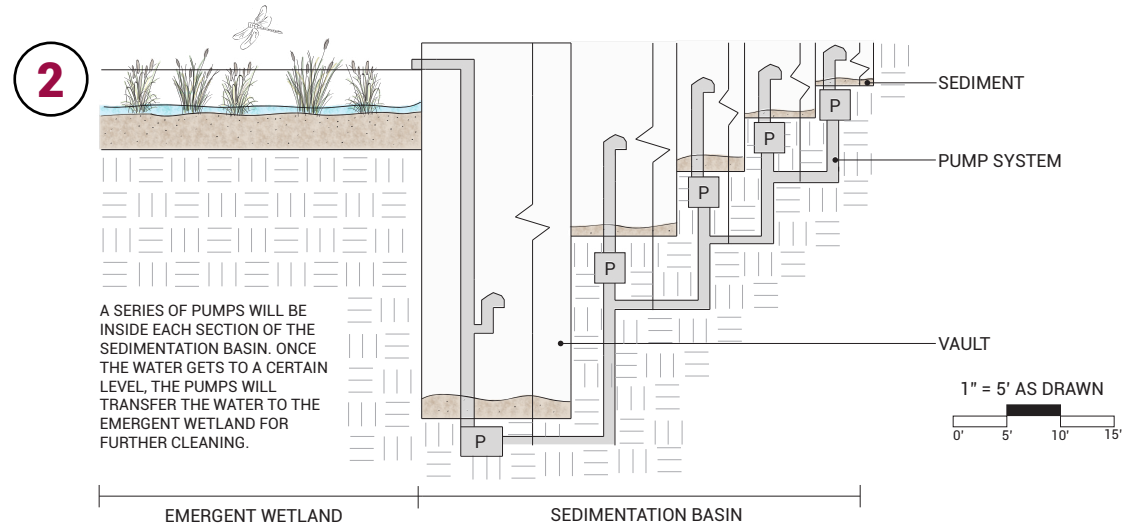 2
SEDIMENT
P
P
PUMP SYSTEM
P
P
A SERIES OF PUMPS WILL BE
INSIDE EACH SECTION OF THE
SEDIMENTATION BASIN. ONCE
THE WATER GETS TO A CERTAIN
LEVEL, THE PUMPS WILL
TRANSFER THE WATER TO THE
EMERGENT WETLAND FOR
FURTHER CLEANING.
VAULT
P
1" = 5' AS DRAWN
0' 5' 10' 15'
EMERGENT WETLAND
SEDIMENTATION BASIN